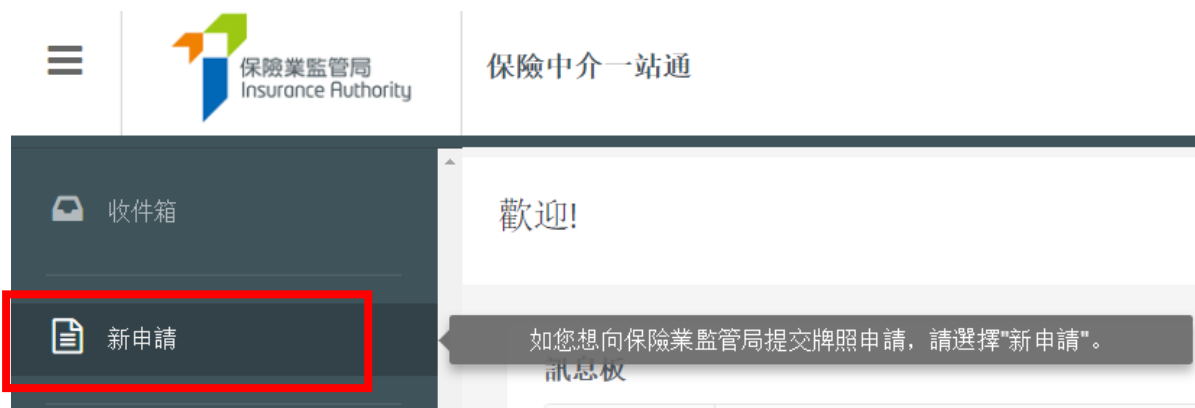 保險業監管局
Insurance Authority
保險中介一站通
收件箱
歡迎!
新申請
如您想向保險業監管局提交牌照申請，請選擇"新申請"。
訊息板